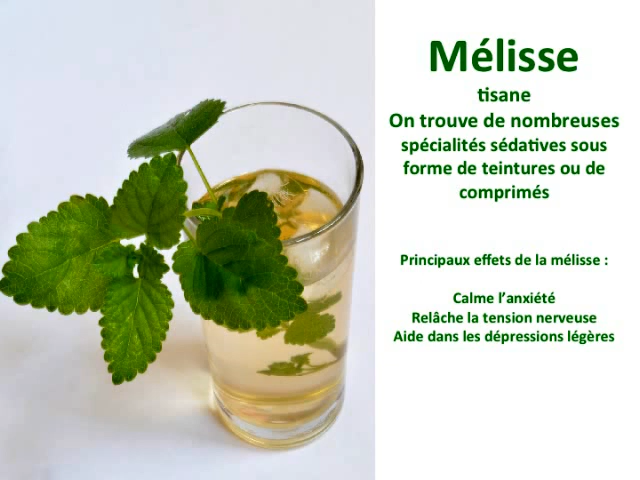 Mélisse
tisane
On trouve de nombreuses
spécialités sédatives sous
forme de teintures ou de
comprimés
Principaux effets de la mélisse :
Calme l’anxiété
Relâche la tension nerveuse
Aide dans les dépressions légères